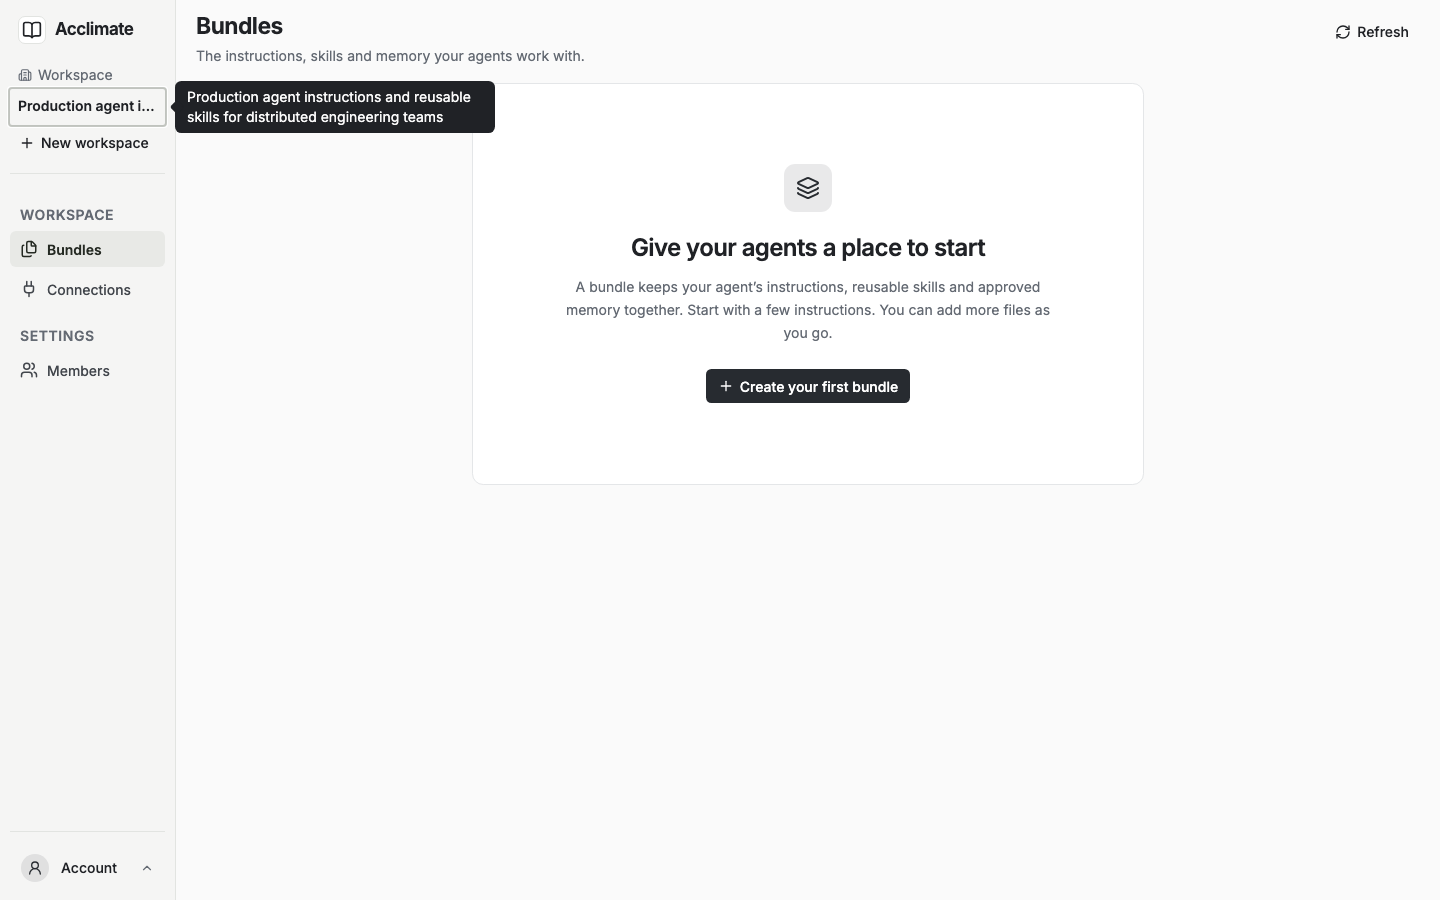 Acclimate
Workspace
Production agent i...
New workspace
WORKSPACE
Bundles
Connections
SETTINGS
Members
Account
Bundles
The instructions, skills and memory your agents work with.
Refresh
Production agent instructions and reusable
skills for distributed engineering teams
Give your agents a place to start
A bundle keeps your agent’s instructions, reusable skills and approved
memory together. Start with a few instructions. You can add more files as
you go.
Create your first bundle